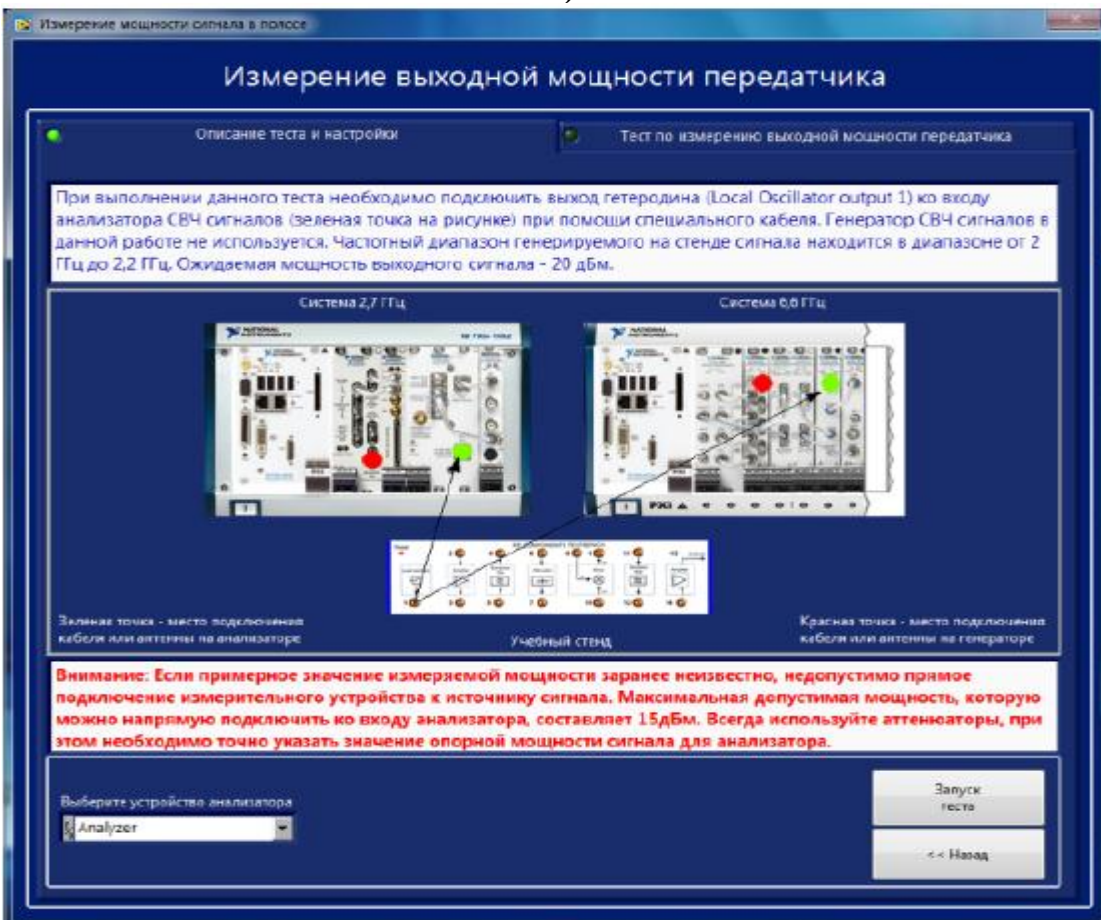 Измерение мощности сигнала в полосе
Измерение выходной мощности передатчика
Описание теста и настройки
Тест по измерению выходной мощности передатчика
При выполнении данного теста необходимо подключить выход гетеродина (Local Oscillator output 1) ко входу
анализатора СВЧ сигналов (зеленая точка на рисунке) при помощи специального кабеля. Генератор СВЧ сигналов в
данной работе не используется. Частотный диапазон генерируемого на стенде сигнала находится в диапазоне от 2
ГГц до 2,2 ГГц. Ожидаемая мощность выходного сигнала - 20 дБм.
Система 2,7 ГГц
Система 6,6 ГГц
NATIONAL
INSTRUMENTS
NATIONAL
INSTRUMENTS
PXI
Зеленая точка - место подключения
кабеля или антенны на анализаторе
Учебный стенд
Красная точка - место подключения
кабеля или антенны на генераторе
Внимание: Если примерное значение измеряемой мощности заранее неизвестно, недопустимо прямое
подключение измерительного устройства к источнику сигнала. Максимальная допустимая мощность, которую
можно напрямую подключить ко входу анализатора, составляет 15дБм. Всегда используйте аттенюаторы, при
этом необходимо точно указать значение опорной мощности сигнала для анализатора.
Выберите устройство анализатора
Analyzer
Запуск
теста
<< Назад